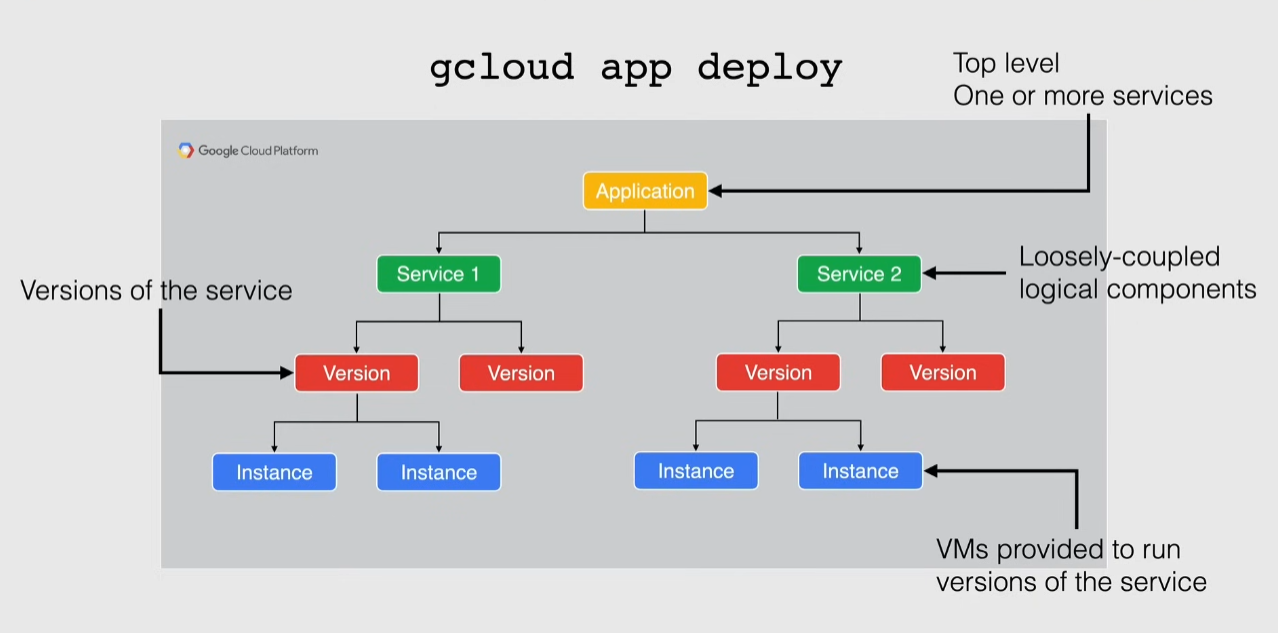 gcloud app deploy
Top level
One or more services
Google Cloud Platform
Application
Service 1
Service 2
Loosely-coupled
logical components
Versions of the service
Version
Version
Version
Version
Instance
Instance
Instance
Instance
VMs provided to run
versions of the service